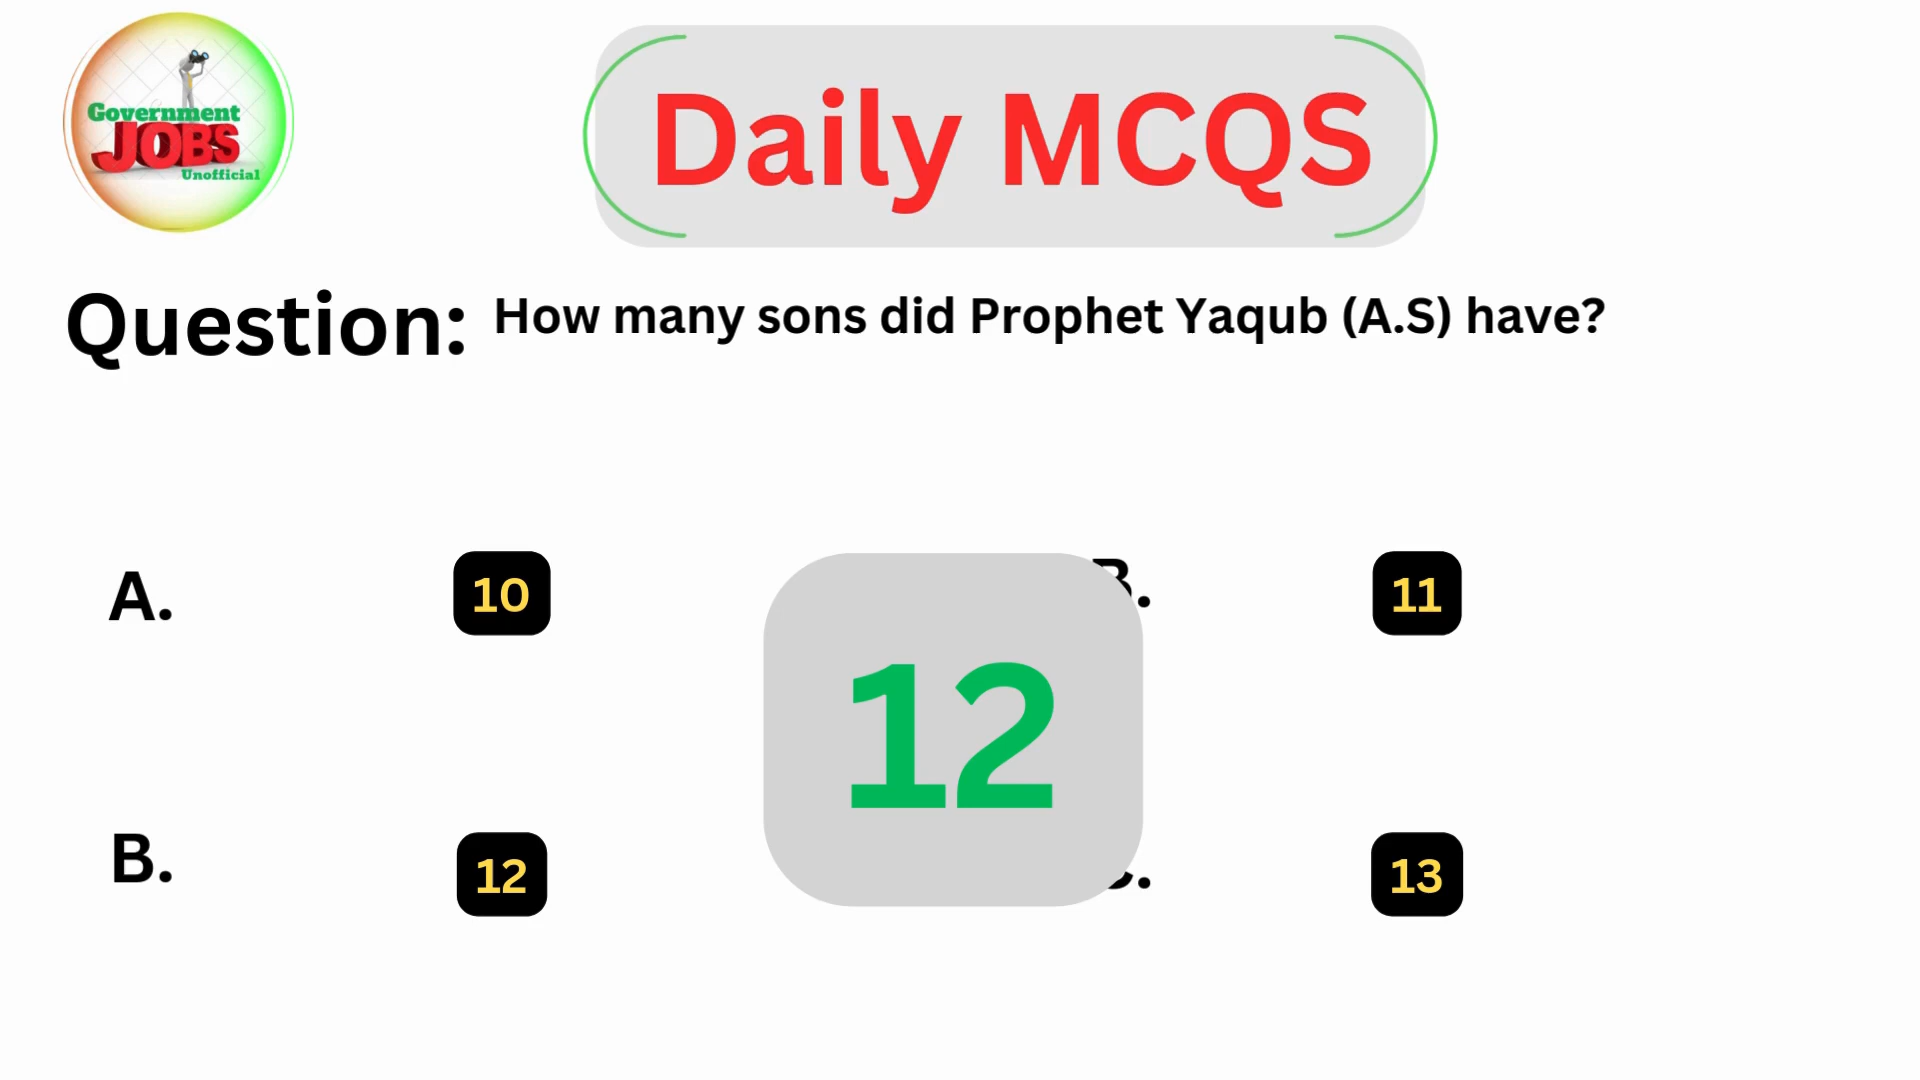 Government
JOBS
Unofficial
Daily MCQS
Question: How many sons did Prophet Yaqub (A.S) have?
A. 10
B. 11
12
B. 12
C. 13